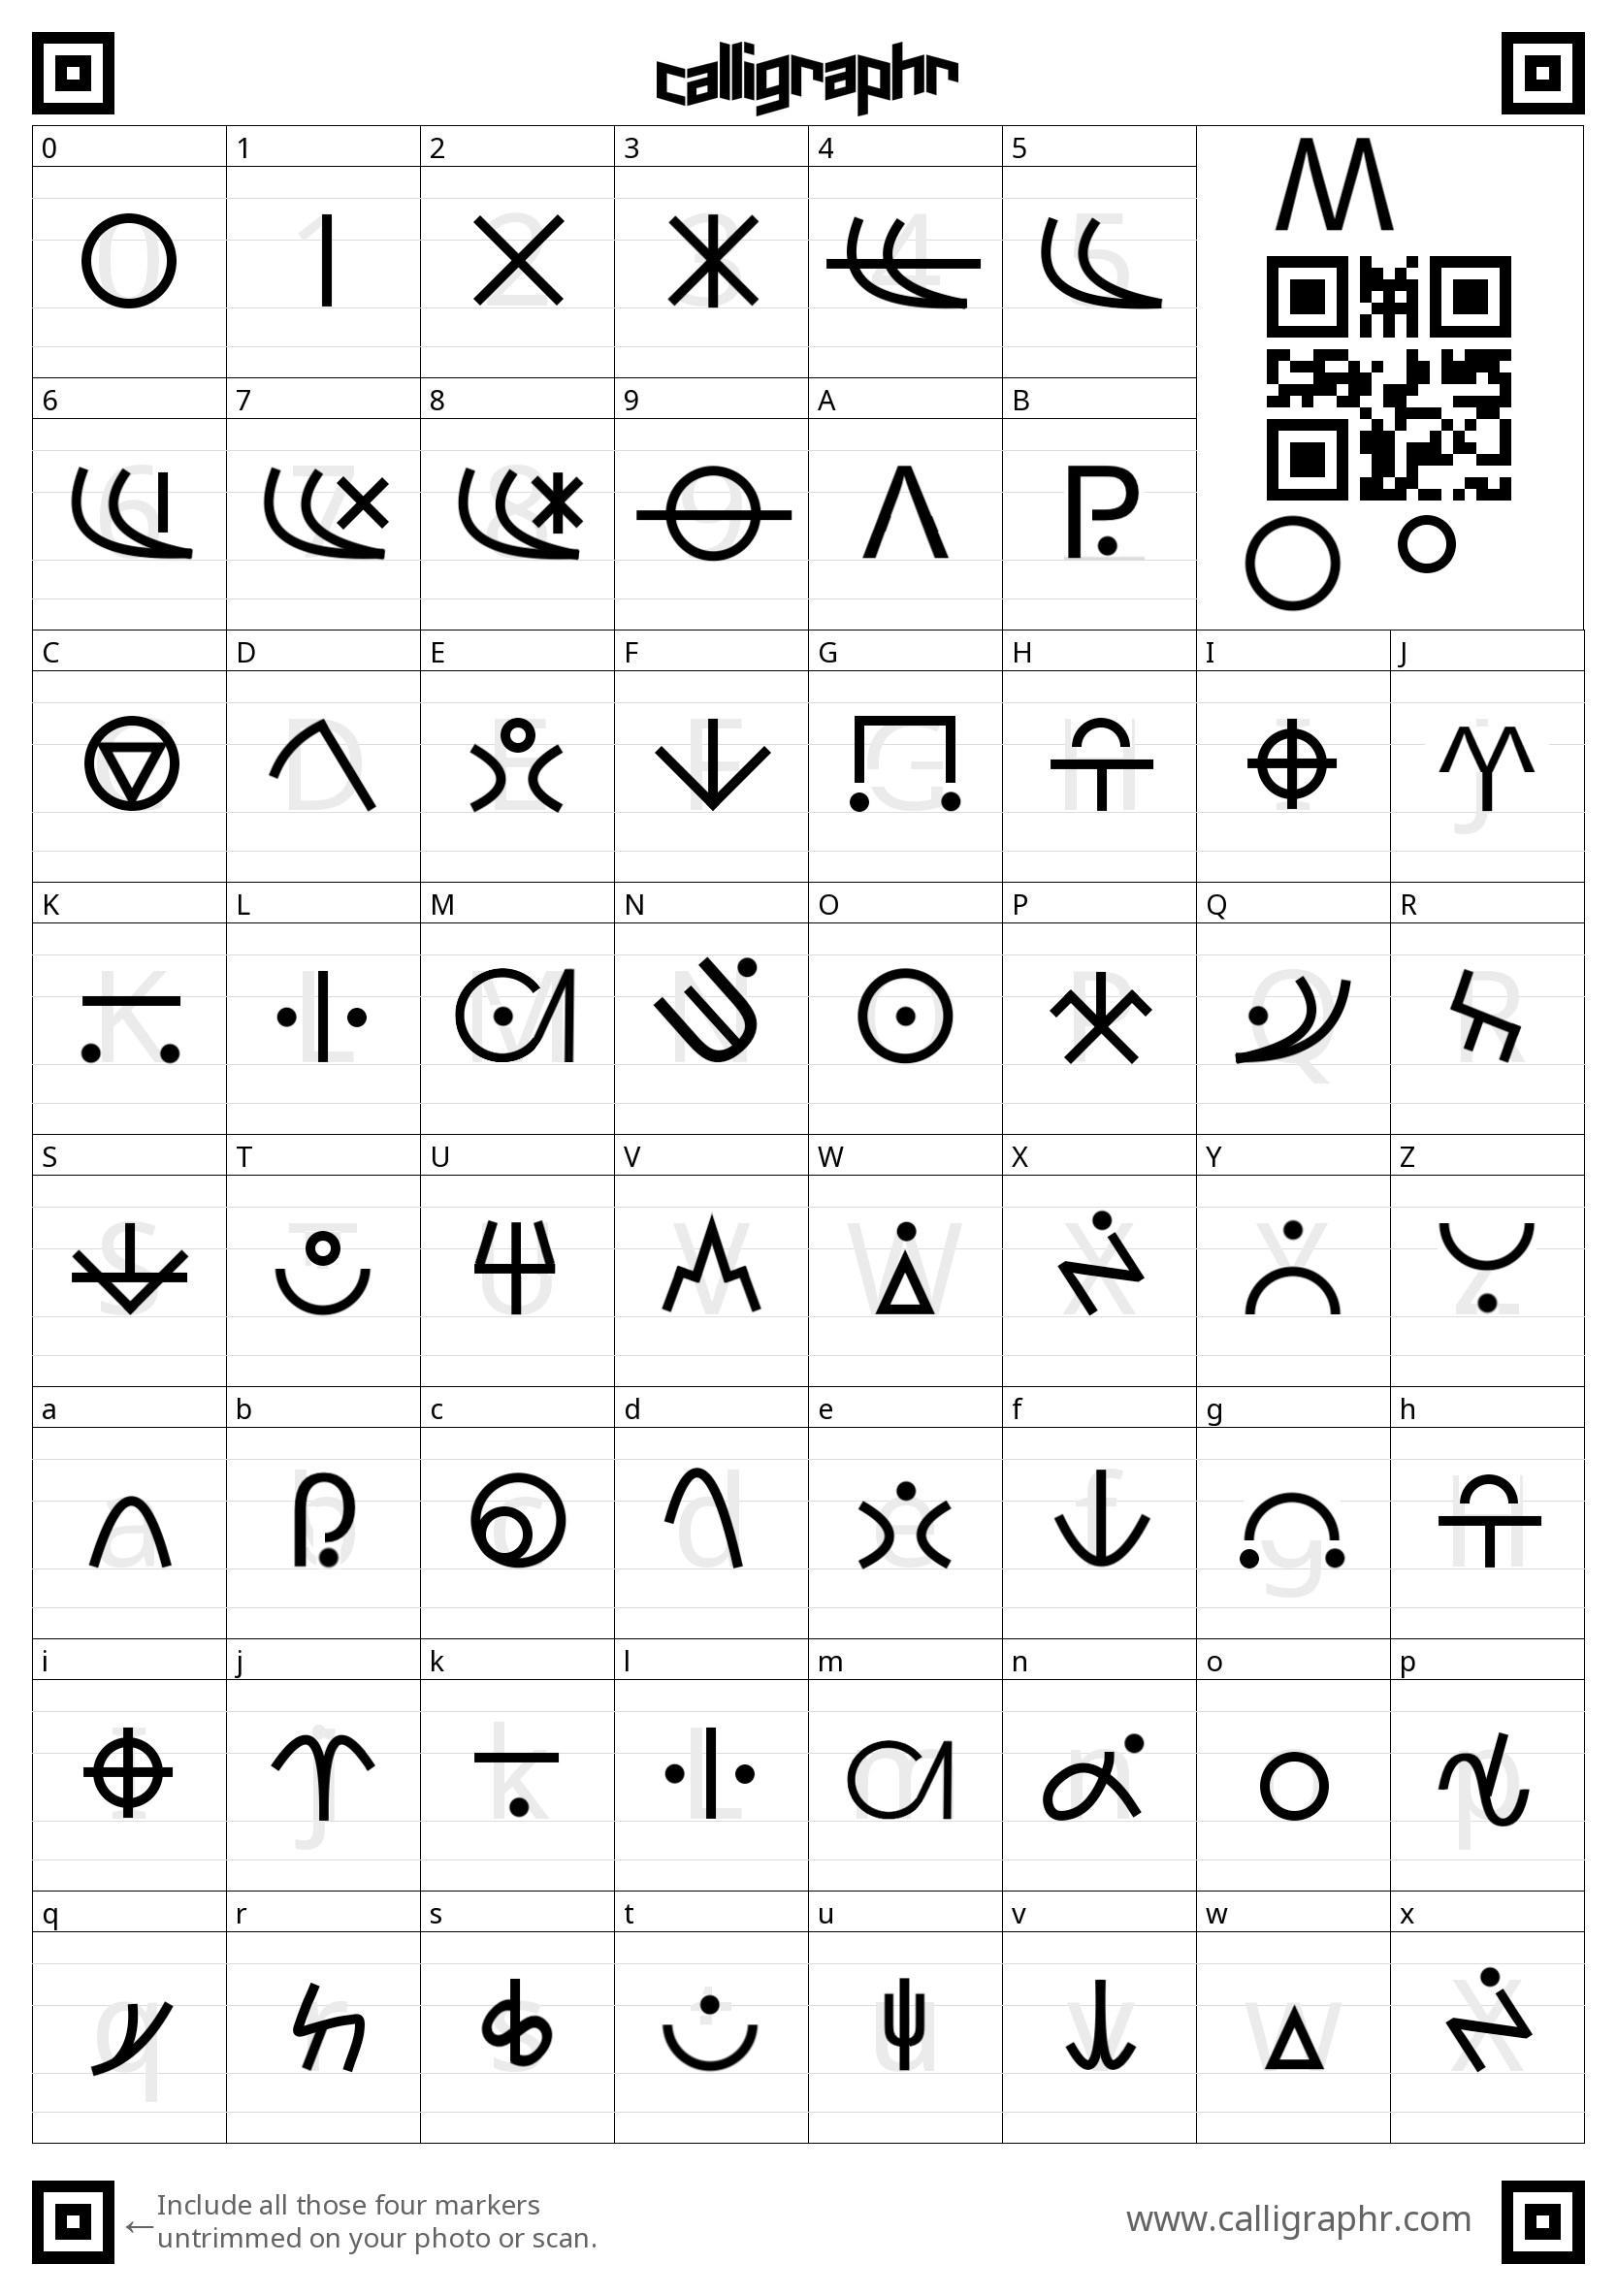 calligraphr
0 1 2 3 4 5
M
6 7 8 9 A B
C D E F G H I J
K L M N O P Q R
S T U V W X Y Z
a b c d e f g h
i j k l m n o p
q r s t u v w x
←Include all those four markers
untrimmed on your photo or scan.
www.calligraphr.com